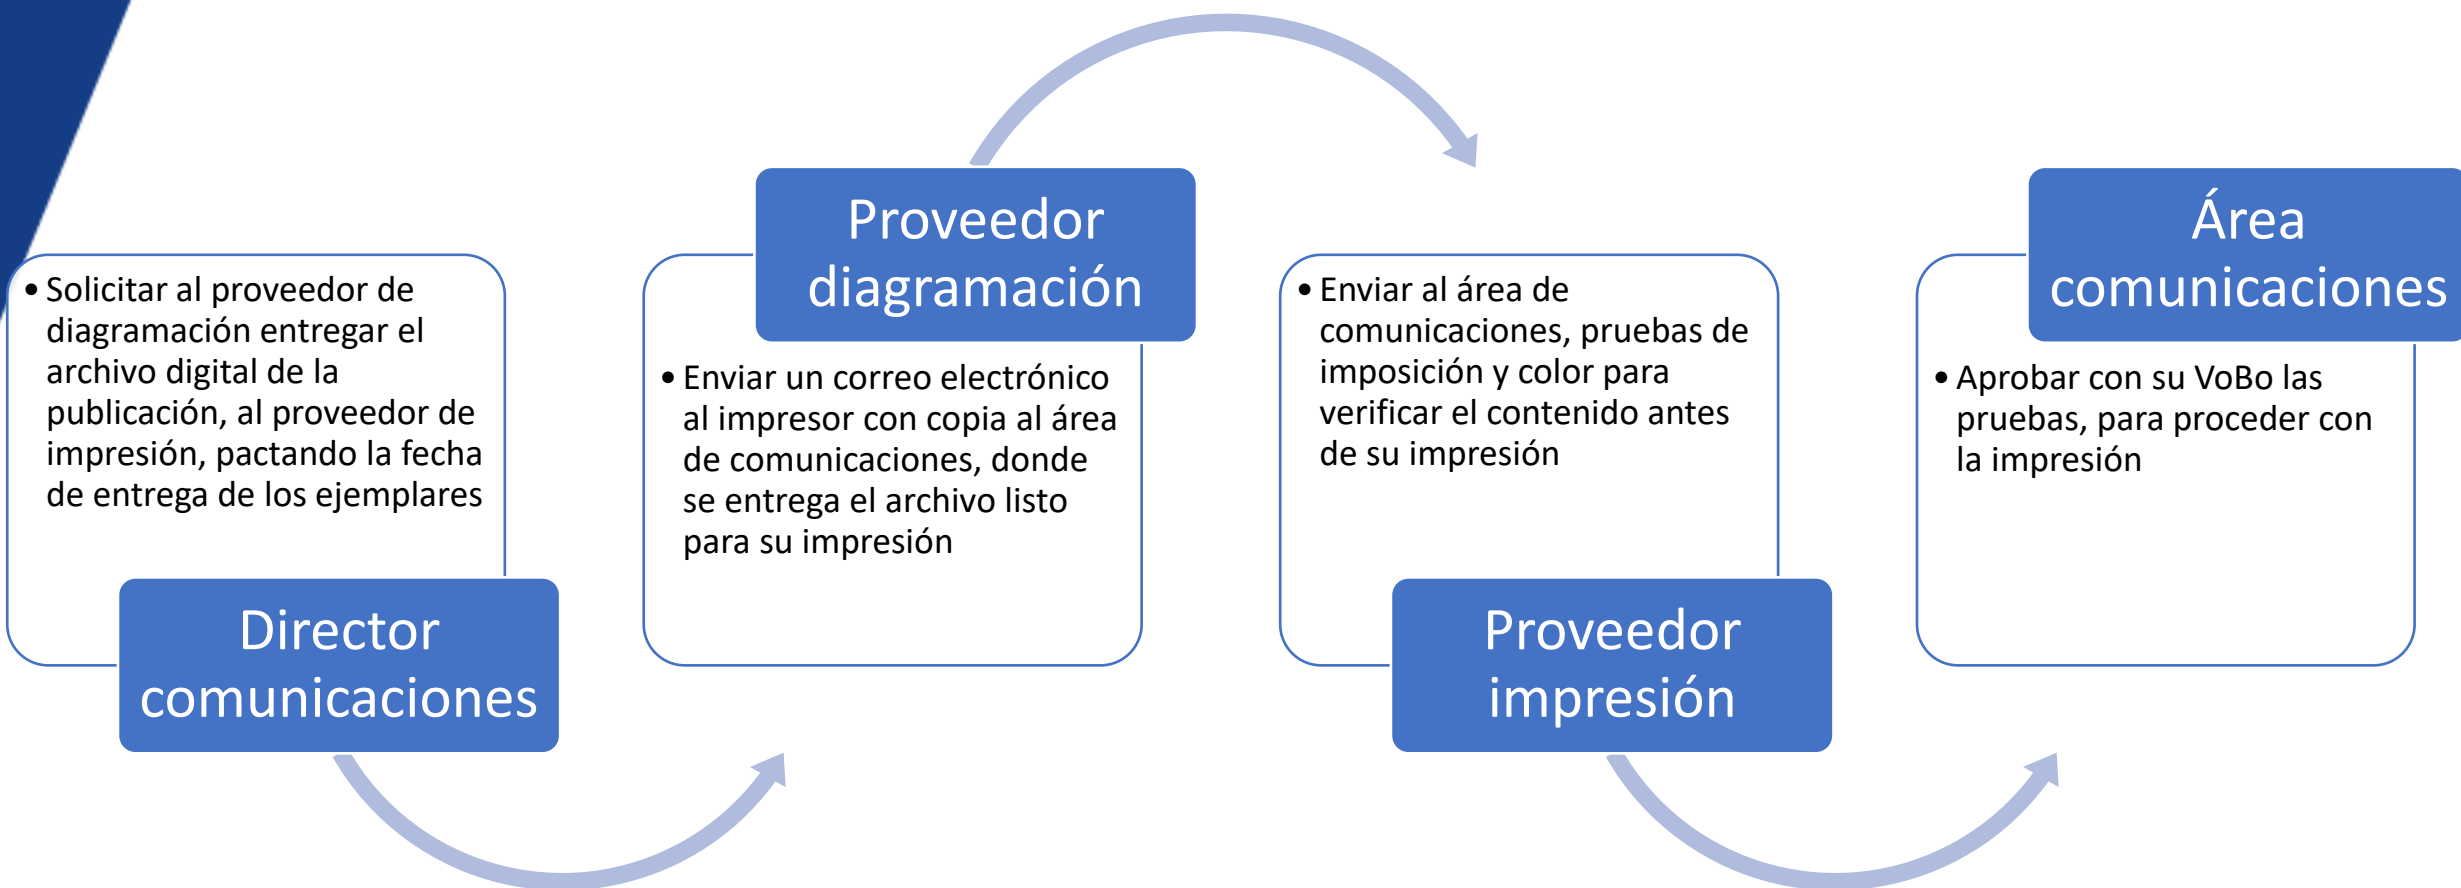 • Solicitar al proveedor de
diagramación entregar el
archivo digital de la
publicación, al proveedor de
impresión, pactando la fecha
de entrega de los ejemplares
Director
comunicaciones
Proveedor
diagramación
• Enviar un correo electrónico
al impresor con copia al área
de comunicaciones, donde
se entrega el archivo listo
para su impresión
• Enviar al área de
comunicaciones, pruebas de
imposición y color para
verificar el contenido antes
de su impresión
Proveedor
impresión
Área
comunicaciones
• Aprobar con su VoBo las
pruebas, para proceder con
la impresión